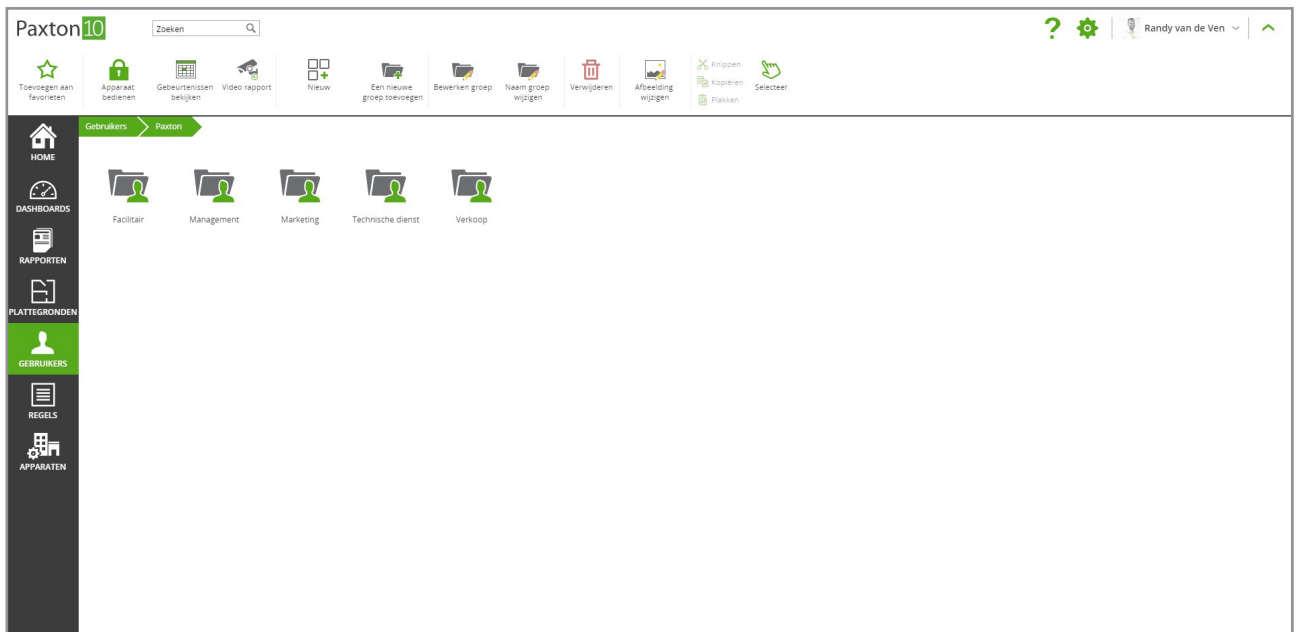 Paxton10
Zoeken
Randy van de Ven
Toevoegen aan
favorieten
Apparaat
bedienen
Gebeurtenissen
bekijken
Video rapport
Nieuw
Een nieuwe
groep toevoegen
Bewerken groep
Naam groep
wijzigen
Verwijderen
Afbeelding
wijzigen
Knippen
Kopiëren
Plakken
Selecteer
Gebruikers
Paxton
HOME
DASHBOARDS
RAPPORTEN
PLATTEGRONDEN
GEBRUIKERS
REGELS
APPARATEN
Facilitair
Management
Marketing
Technische dienst
Verkoop